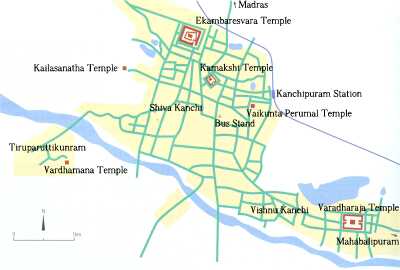 Madras
Ekambaresvara Temple
Kailasanatha Temple
Kamakshi Temple
Kanchipuram Station
Shiva Kanchi
Vaikunta Perumal Temple
Bus Stand
Tiruparuttikunram
Vardhamana Temple
Vishnu Kanchi
Varadharaja Temple
Mahabalipuram
N
0
1km